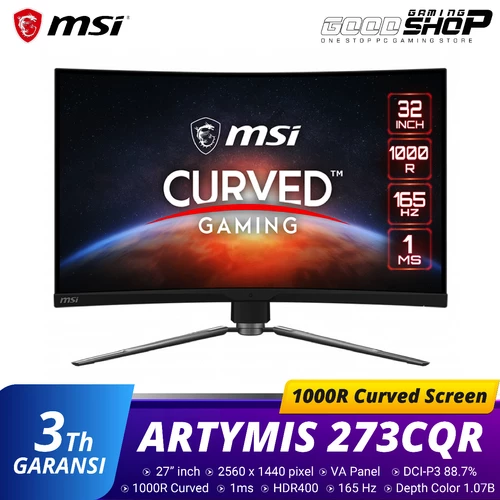 msi
GAMING
GOODSHOP
ONE STOP PC GAMING STORE
msi
CURVED™
GAMING
32
INCH
1000
R
165
HZ
1
MS
msi
1000R Curved Screen
3Th
GARANSI
ARTYMIS 273CQR
27” inch 2560 x 1440 pixel VA Panel DCI-P3 88.7%
1000R Curved 1ms HDR400 165 Hz Depth Color 1.07B